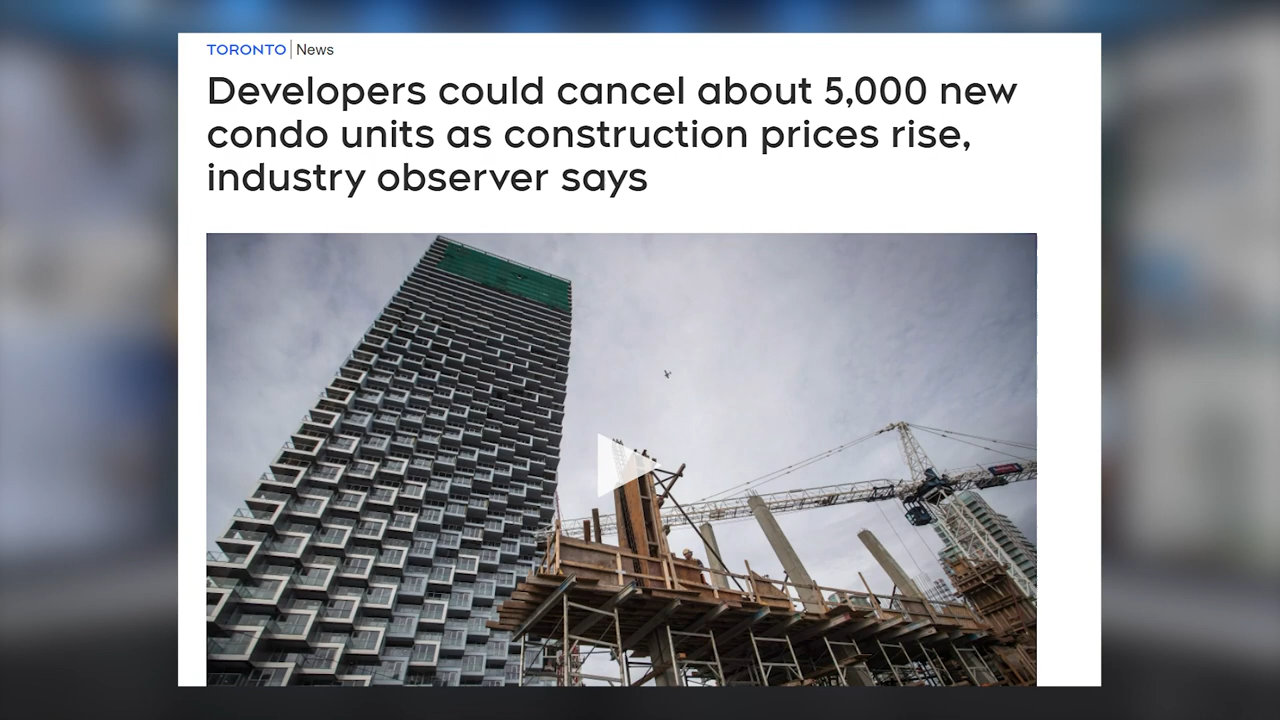 TORONTO | News
Developers could cancel about 5,000 new
condo units as construction prices rise,
industry observer says